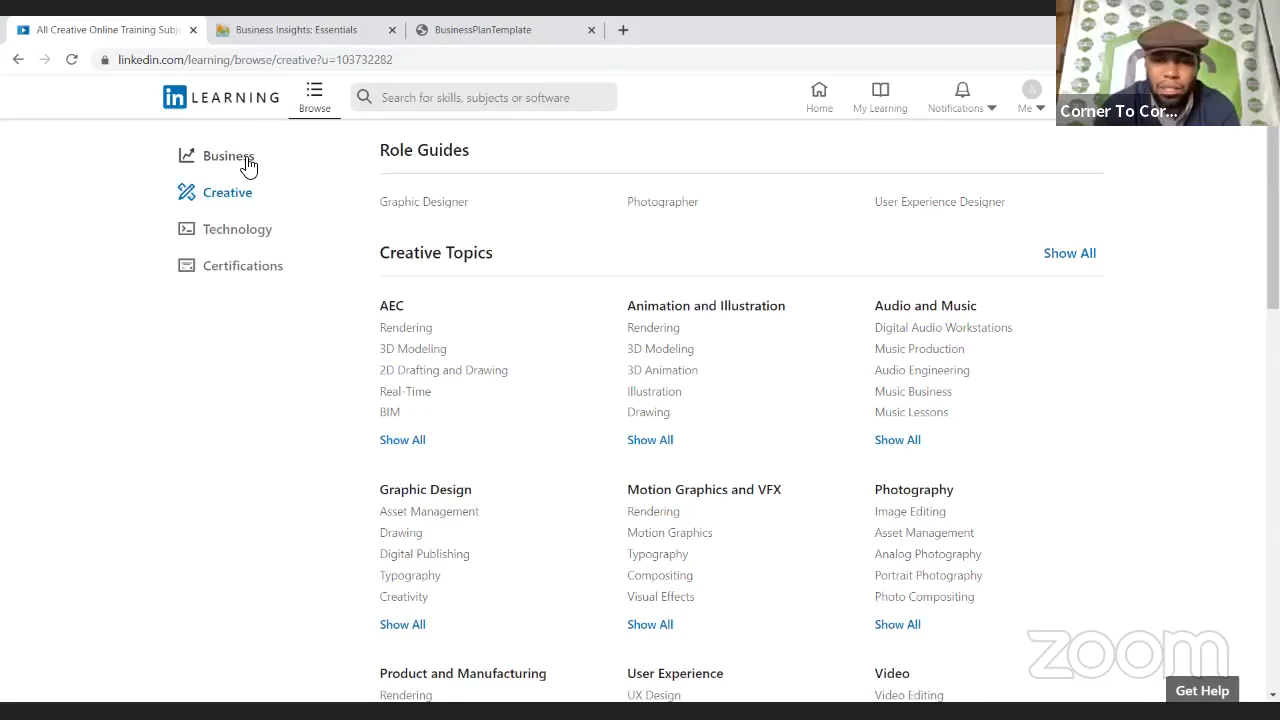 All Creative Online Training Subj
Business Insights: Essentials
BusinessPlanTemplate
linkedin.com/learning/browse/creative?u=103732282
in LEARNING
Browse
Search for skills, subjects or software
Home
My Learning
Notifications
Me
Corner To Cor...
Business
Creative
Technology
Certifications
Role Guides
Graphic Designer
Photographer
User Experience Designer
Creative Topics
Show All
AEC
Rendering
3D Modeling
2D Drafting and Drawing
Real-Time
BIM
Show All
Animation and Illustration
Rendering
3D Modeling
3D Animation
Illustration
Drawing
Show All
Audio and Music
Digital Audio Workstations
Music Production
Audio Engineering
Music Business
Music Lessons
Show All
Graphic Design
Asset Management
Drawing
Digital Publishing
Typography
Creativity
Show All
Motion Graphics and VFX
Rendering
Motion Graphics
Typography
Compositing
Visual Effects
Show All
Photography
Image Editing
Asset Management
Analog Photography
Portrait Photography
Photo Compositing
Show All
Product and Manufacturing
Rendering
User Experience
UX Design
Video
Video Editing
zoom
Get Help